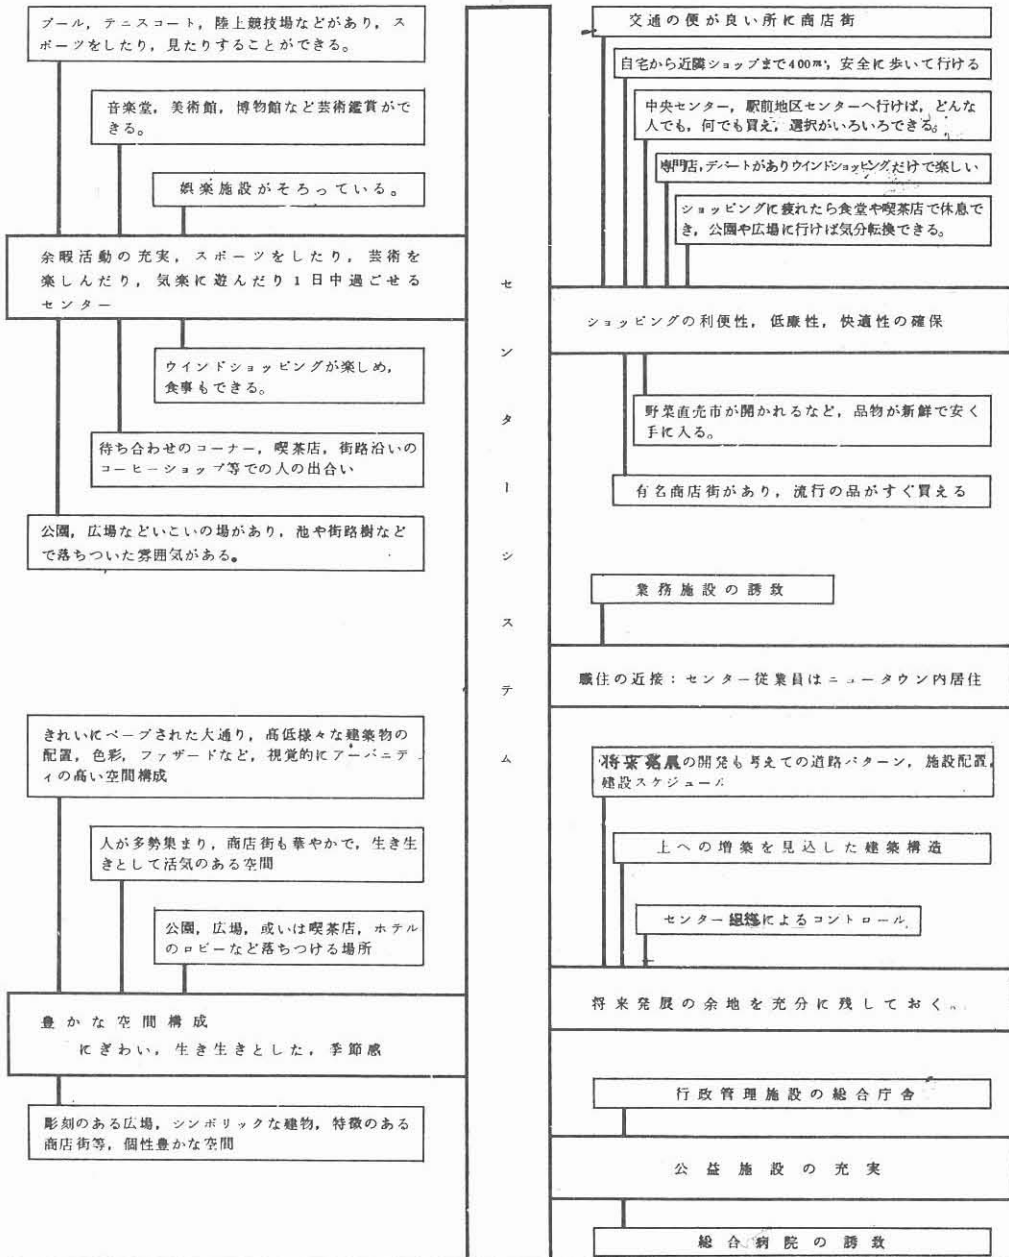 プール，テニスコート，陸上競技場などがあり，ス
ポーツをしたり，見たりすることができる。
音楽堂，美術館，博物館など芸術鑑賞がで
きる。
娯楽施設がそろっている。
余暇活動の充実，スポーツをしたり，芸術を
楽しんだり，気楽に遊んだり1日中過ごせる
センター
ウインドショッピングが楽しめ，
食事もできる。
待ち合わせのコーナー，喫茶店，街路沿いの
コーヒーショップ等での人の出合い
公園，広場などいこいの場があり，池や街路樹など
で落ちついた雰囲気がある。
きれいにペーブされた大通り，高低様々な建築物の
配置，色彩，ファザードなど，視覚的にアーバニテ
ィの高い空間構成
人が多勢集まり，商店街も華やかで，生き生
きとして活気のある空間
公園，広場，或いは喫茶店，ホテル
のロビーなど落ちつける場所
豊かな空間構成
にぎわい，生き生きとした，季節感
彫刻のある広場，シンボリックな建物，特徴のある
商店街等，個性豊かな空間
センターシステム
交通の便が良い所に商店街
自宅から近隣ショップまで400m，安全に歩いて行ける
中央センター，駅前地区センターへ行けば，どんな
人でも，何でも買え，選択がいろいろできる。
専門店，デパートがありウインドショッピングだけで楽しい
ショッピングに疲れたら食堂や喫茶店で休息で
き，公園や広場に行けば気分転換できる。
ショッピングの利便性，低廉性，快適性の確保
野菜直売市が開かれるなど，品物が新鮮で安く
手に入る。
有名商店街があり，流行の品がすぐ買える
業務施設の誘致
職住の近接：センター従業員はニュータウン内居住
将来発展の開発も考えての道路パターン，施設配置，
建設スケジュール
上への増築を見込した建築構造
センター組織によるコントロール
将来発展の余地を充分に残しておく。
行政管理施設の総合庁舎
公益施設の充実
総合病院の誘致